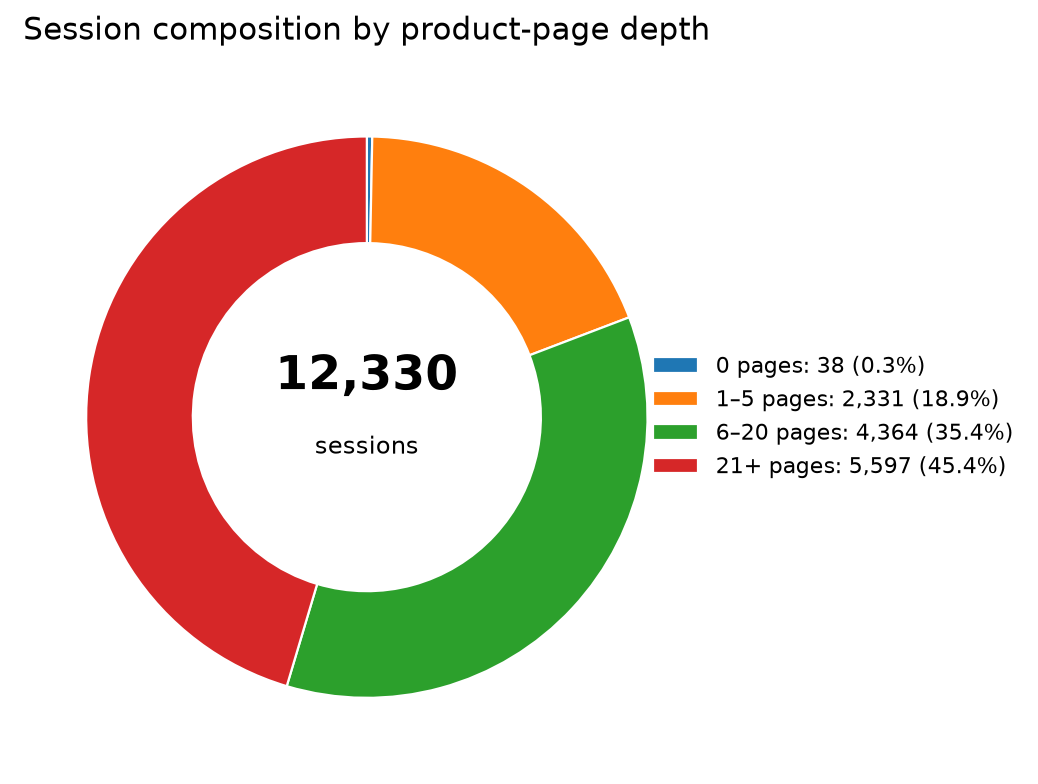 Session composition by product-page depth
12,330
sessions
0 pages: 38 (0.3%)
1–5 pages: 2,331 (18.9%)
6–20 pages: 4,364 (35.4%)
21+ pages: 5,597 (45.4%)